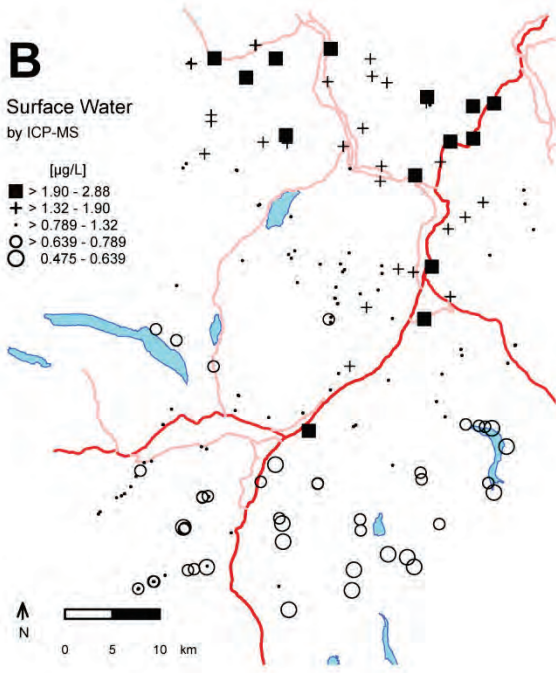 B
Surface Water
by ICP-MS
[µg/L]
> 1.90 - 2.88
> 1.32 - 1.90
> 0.789 - 1.32
> 0.639 - 0.789
0.475 - 0.639
N
0 5 10 km